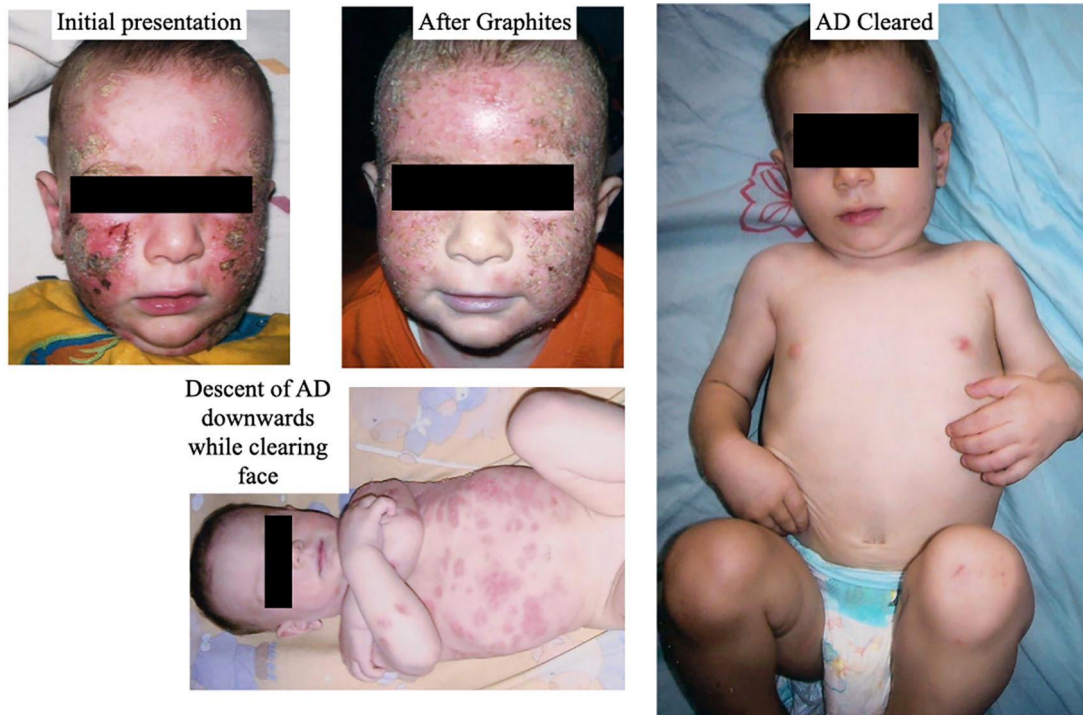 Initial presentation
After Graphites
AD Cleared
Descent of AD
downwards
while clearing
face